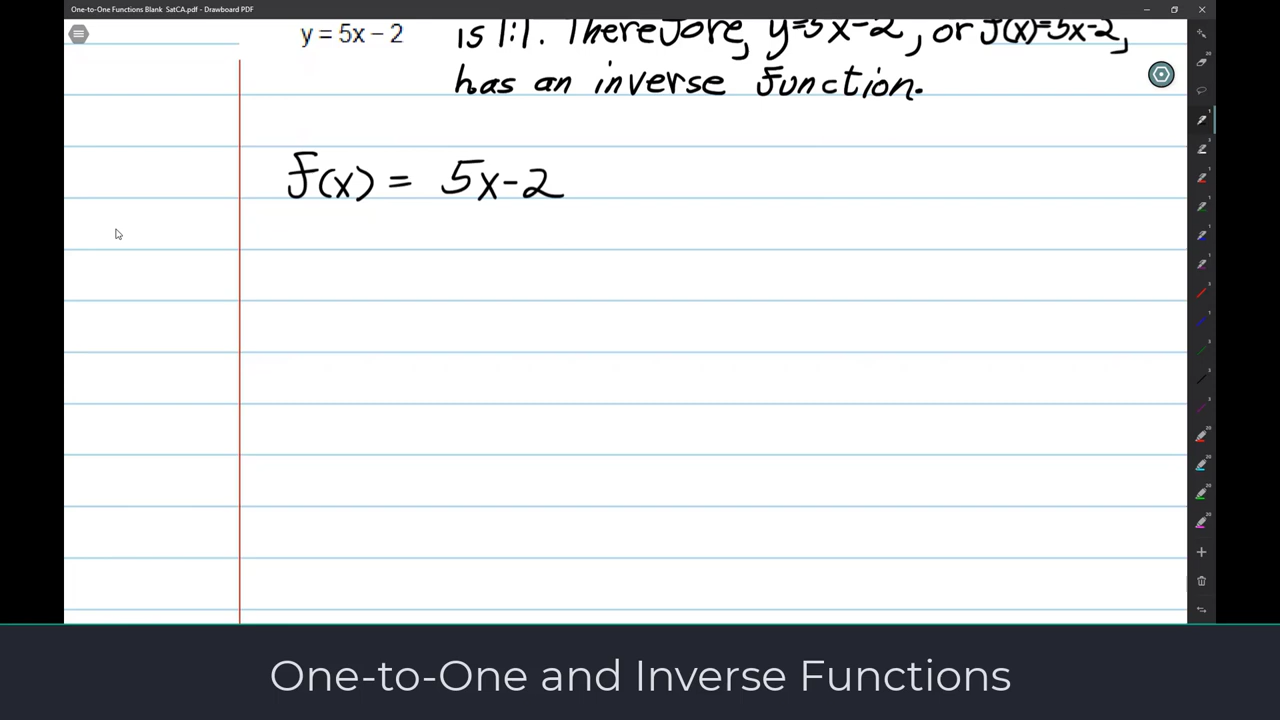 One-to-One Functions Blank SatCA.pdf - Drawboard PDF
y = 5x – 2 is 1:1. Therefore, y=5x-2, or f(x)=5x-2,
has an inverse function.
f(x) = 5x-2
One-to-One and Inverse Functions